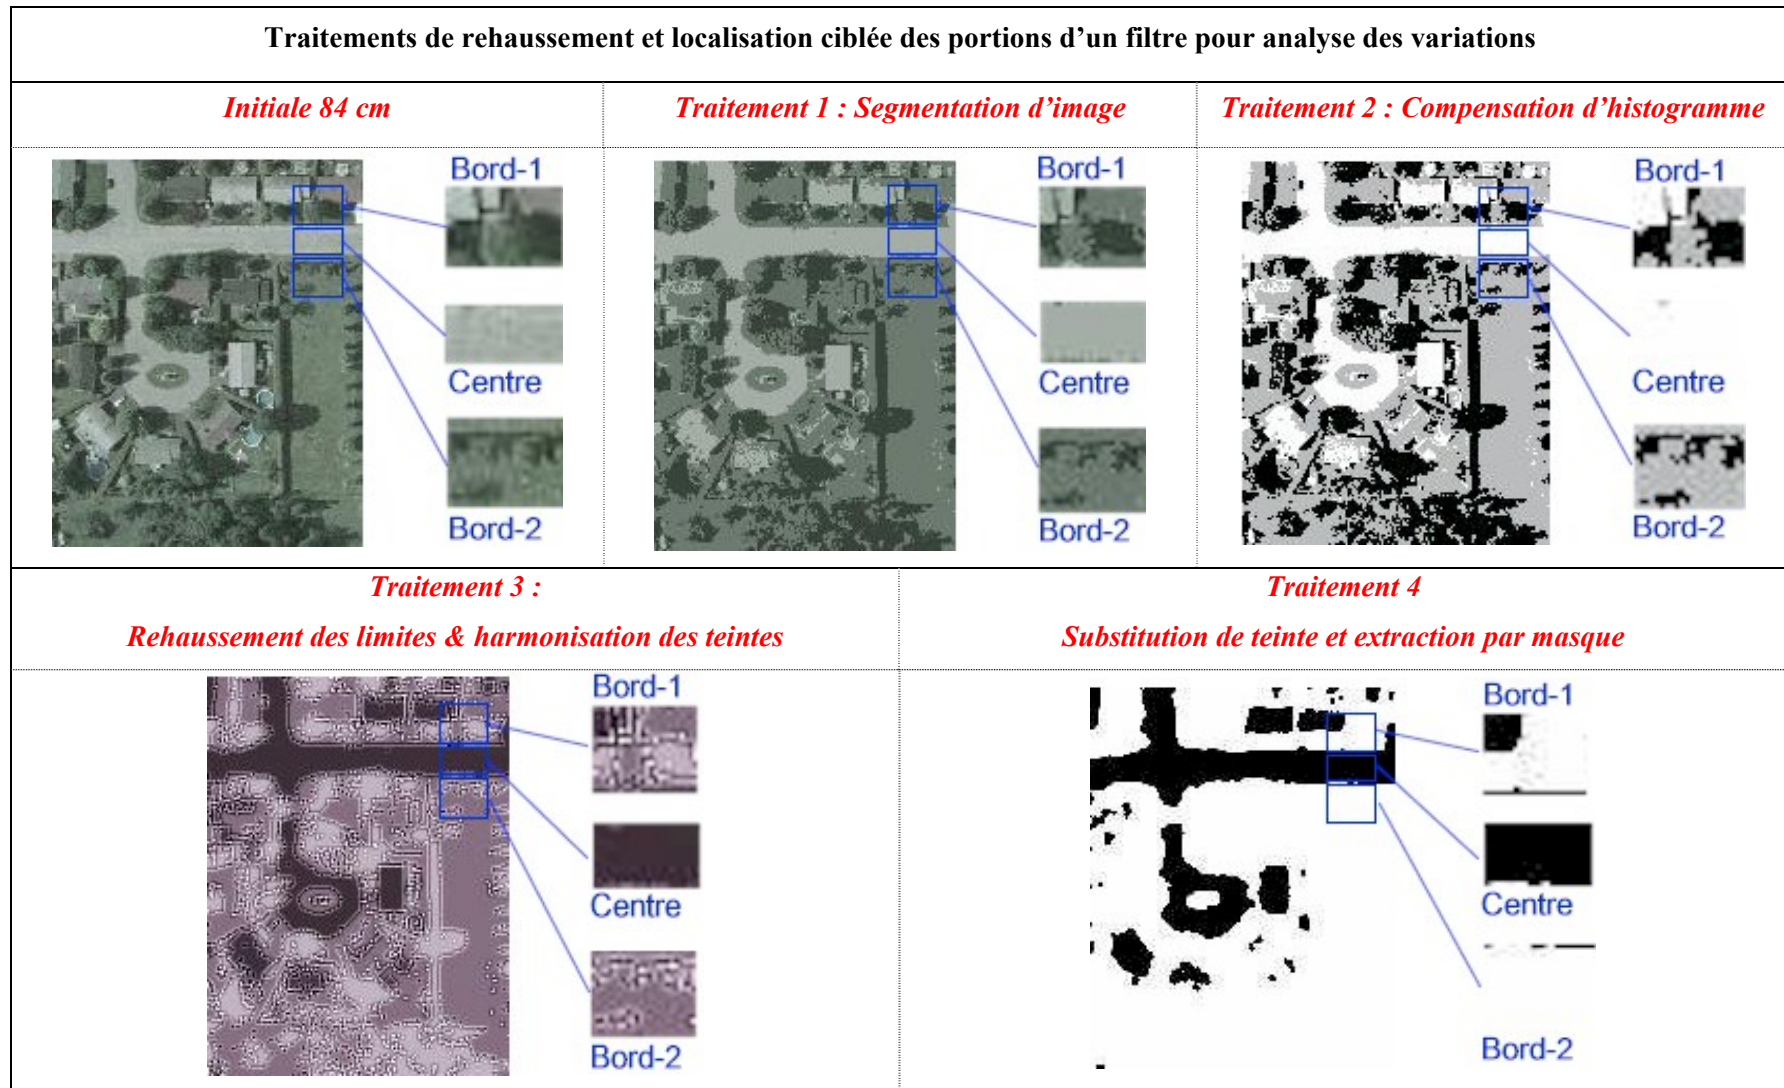 Traitements de rehaussement et localisation ciblée des portions d’un filtre pour analyse des variations
Initiale 84 cm
Traitement 1 : Segmentation d’image
Traitement 2 : Compensation d’histogramme
Bord-1
Centre
Bord-2
Bord-1
Centre
Bord-2
Bord-1
Centre
Bord-2
Traitement 3 :
Rehaussement des limites & harmonisation des teintes
Traitement 4
Substitution de teinte et extraction par masque
Bord-1
Centre
Bord-2
Bord-1
Centre
Bord-2